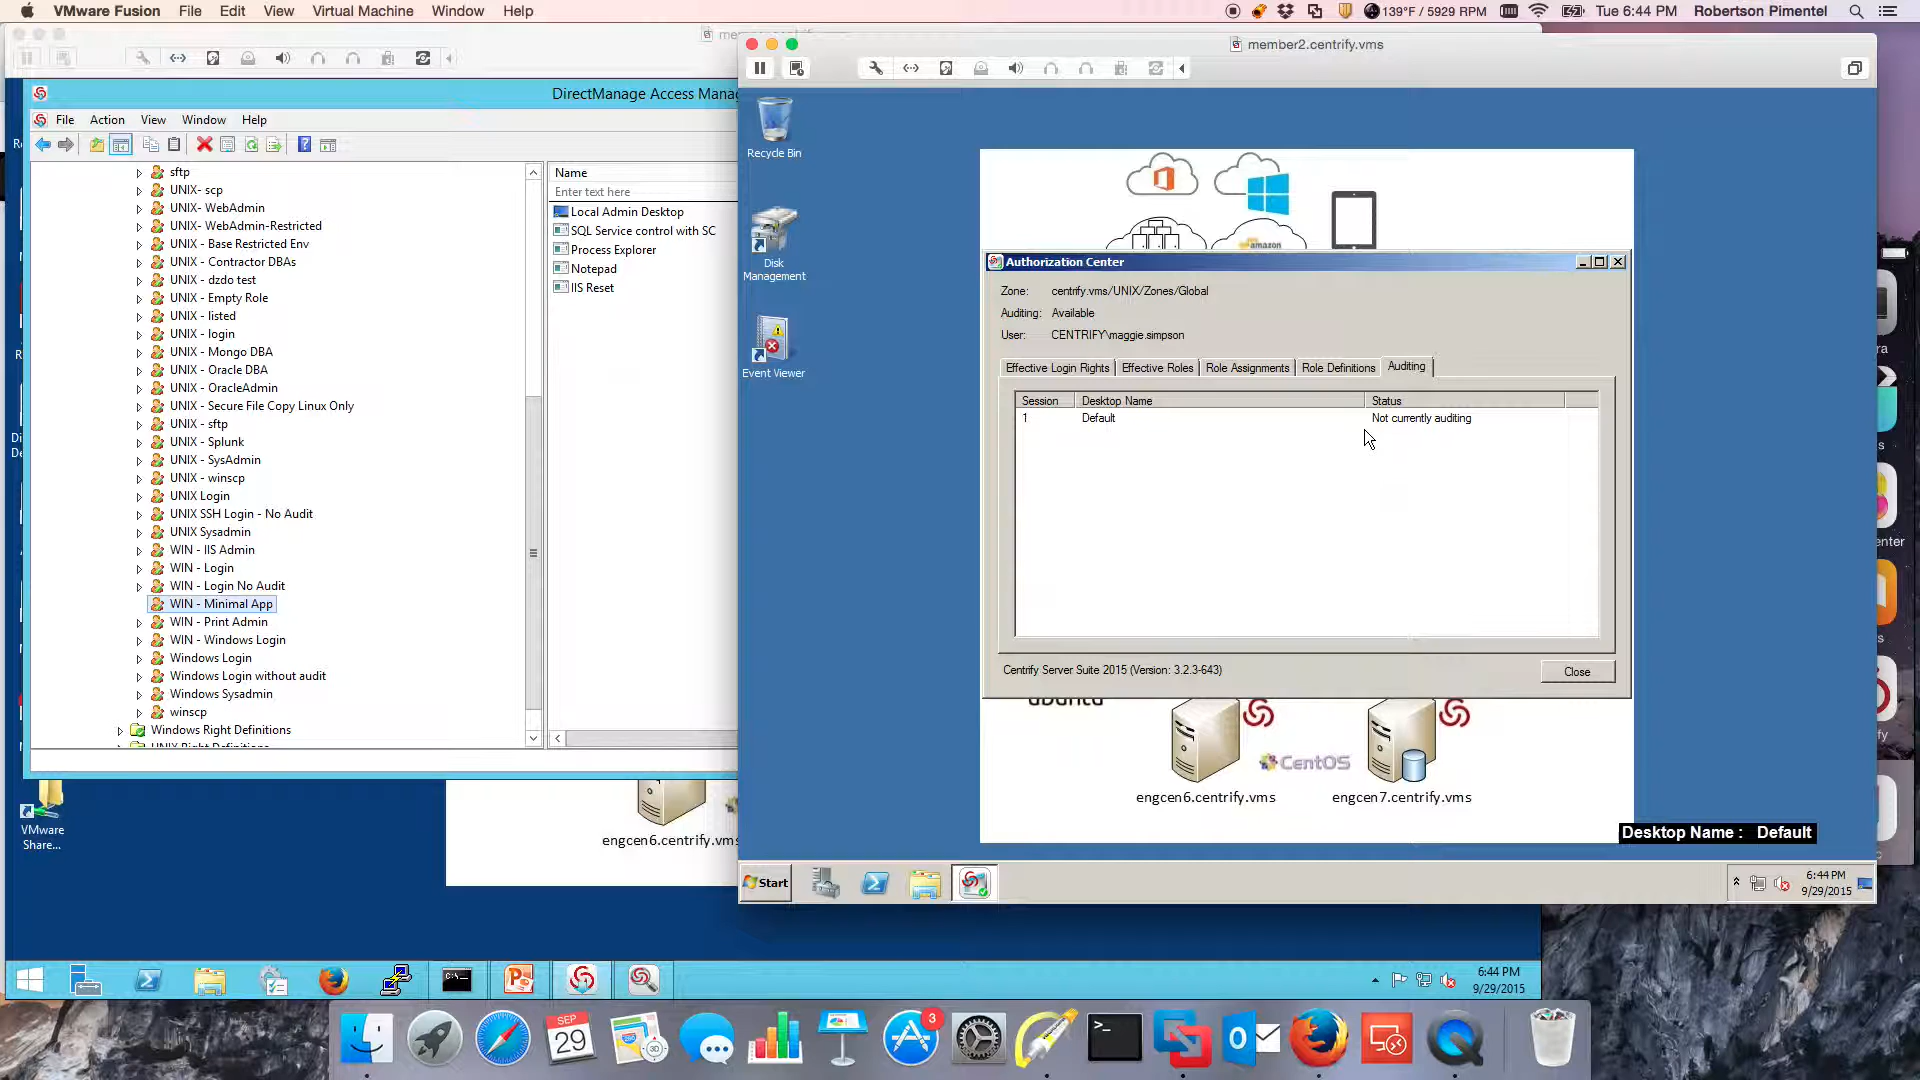 VMware Fusion File Edit View Virtual Machine Window Help 139°F / 5929 RPM Tue 6:44 PM Robertson Pimentel
member2.centrify.vms
DirectManage Access Mana
File Action View Window Help
sftp
UNIX- scp
UNIX- WebAdmin
UNIX- WebAdmin-Restricted
UNIX - Base Restricted Env
UNIX - Contractor DBAs
UNIX - dzdo test
UNIX - Empty Role
UNIX - listed
UNIX - login
UNIX - Mongo DBA
UNIX - Oracle DBA
UNIX - OracleAdmin
UNIX - Secure File Copy Linux Only
UNIX - sftp
UNIX - Splunk
UNIX - SysAdmin
UNIX - winscp
UNIX Login
UNIX SSH Login - No Audit
UNIX Sysadmin
WIN - IIS Admin
WIN - Login
WIN - Login No Audit
WIN - Minimal App
WIN - Print Admin
WIN - Windows Login
Windows Login
Windows Login without audit
Windows Sysadmin
winscp
Windows Right Definitions
UNIX Right Definitions
Name
Enter text here
Local Admin Desktop
SQL Service control with SC
Process Explorer
Notepad
IIS Reset
Recycle Bin
Disk
Management
Event Viewer
amazon
Authorization Center
Zone: centrify.vms/UNIX/Zones/Global
Auditing: Available
User: CENTRIFY\maggie.simpson
Effective Login Rights Effective Roles Role Assignments Role Definitions Auditing
Session Desktop Name Status
1 Default Not currently auditing
Centrify Server Suite 2015 (Version: 3.2.3-643)
Close
ubuntu
CentOS
engcen6.centrify.vms engcen7.centrify.vms
Desktop Name : Default
Start
6:44 PM
9/29/2015
VMware
Share...
engcen6.centrify.vms
6:44 PM
9/29/2015
SEP
29
3